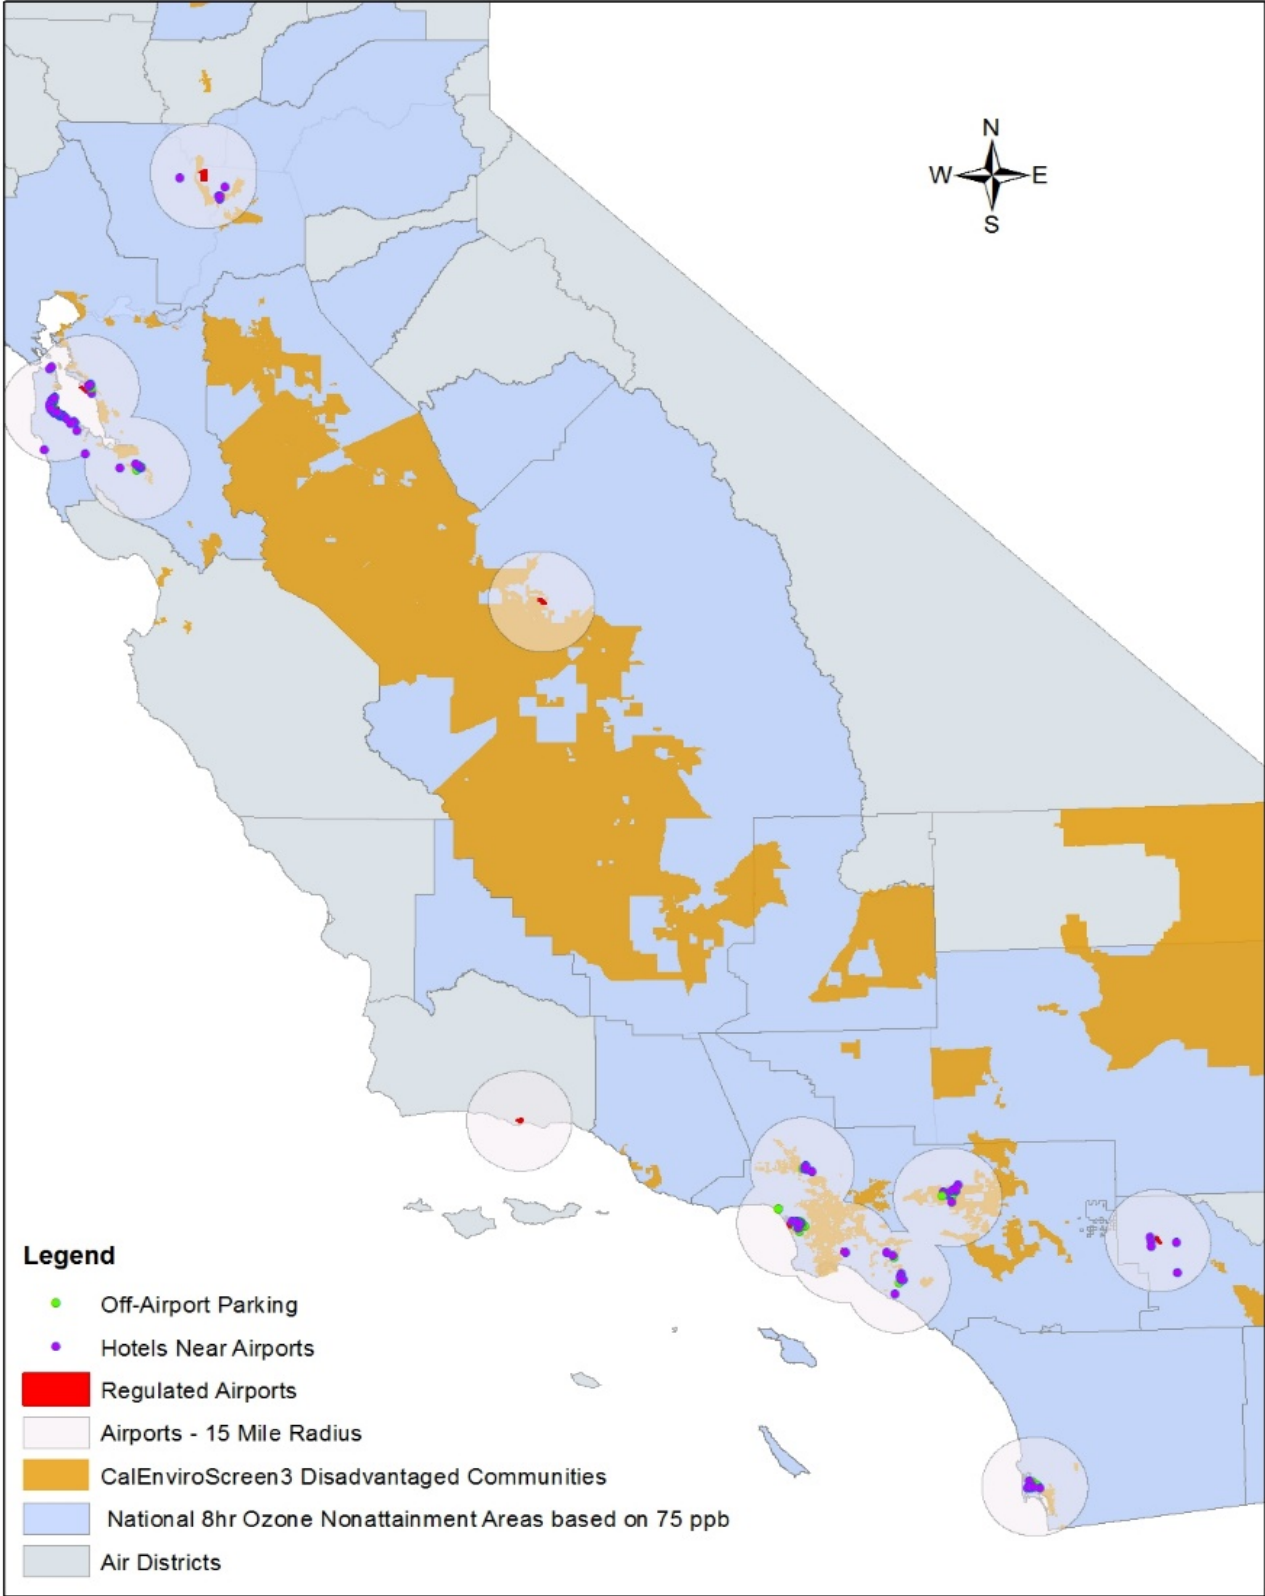 N
W E
S
Legend
Off-Airport Parking
Hotels Near Airports
Regulated Airports
Airports - 15 Mile Radius
CalEnviroScreen3 Disadvantaged Communities
National 8hr Ozone Nonattainment Areas based on 75 ppb
Air Districts